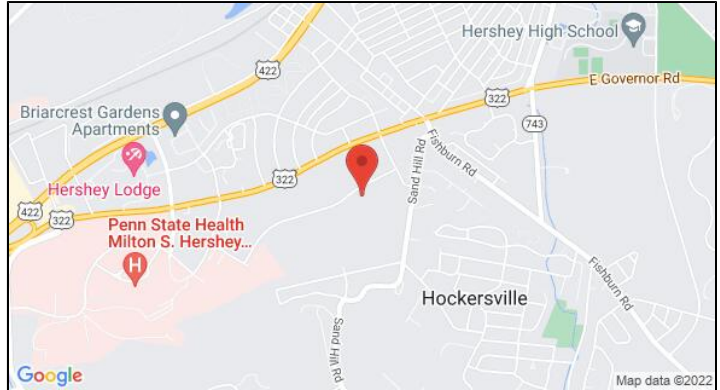 Hershey High School
422
E Governor Rd
322
Briarcrest Gardens
Apartments
743
Fishburn Rd
Hershey Lodge
322
Sand Hill Rd
422
322
Penn State Health
Milton S. Hershey...
H
Fishburn Rd
Hockersville
Sand Hill Rd
Google
Map data ©2022